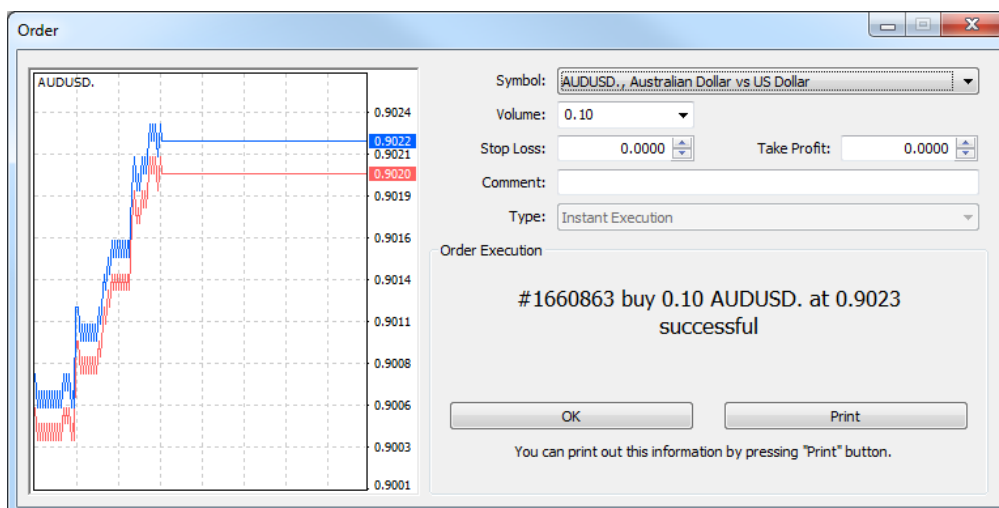 Order
AUDUSD.
0.9024
0.9022
0.9021
0.9020
0.9019
0.9016
0.9014
0.9011
0.9008
0.9006
0.9003
0.9001
Symbol: AUDUSD., Australian Dollar vs US Dollar
Volume: 0.10
Stop Loss: 0.0000 Take Profit: 0.0000
Comment:
Type: Instant Execution
Order Execution
#1660863 buy 0.10 AUDUSD. at 0.9023
successful
OK Print
You can print out this information by pressing "Print" button.